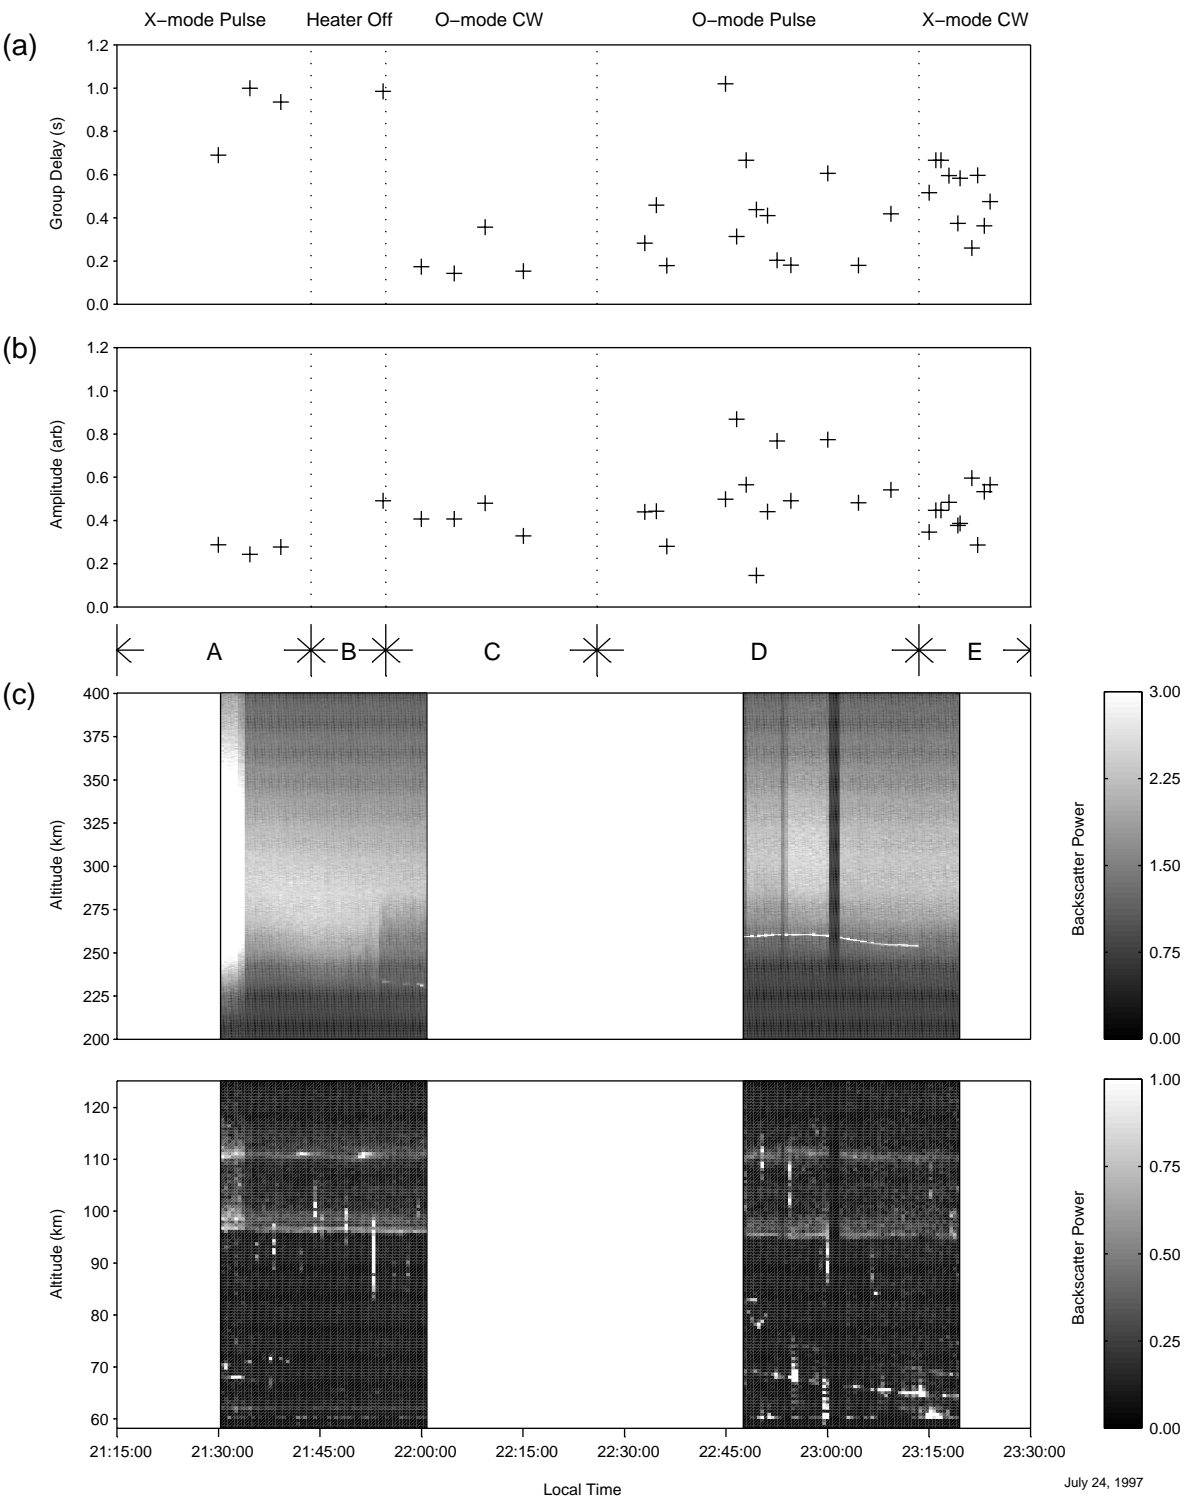 X−mode Pulse Heater Off O−mode CW O−mode Pulse X−mode CW
(a)
1.2
1.0
0.8
0.6
0.4
0.2
0.0
Group Delay (s)
(b)
1.2
1.0
0.8
0.6
0.4
0.2
0.0
Amplitude (arb)
A B C D E
(c)
400
375
350
325
300
275
250
225
200
Altitude (km)
3.00
2.25
1.50
0.75
0.00
Backscatter Power
120
110
100
90
80
70
60
Altitude (km)
1.00
0.75
0.50
0.25
0.00
Backscatter Power
21:15:00 21:30:00 21:45:00 22:00:00 22:15:00 22:30:00 22:45:00 23:00:00 23:15:00 23:30:00
Local Time
July 24, 1997